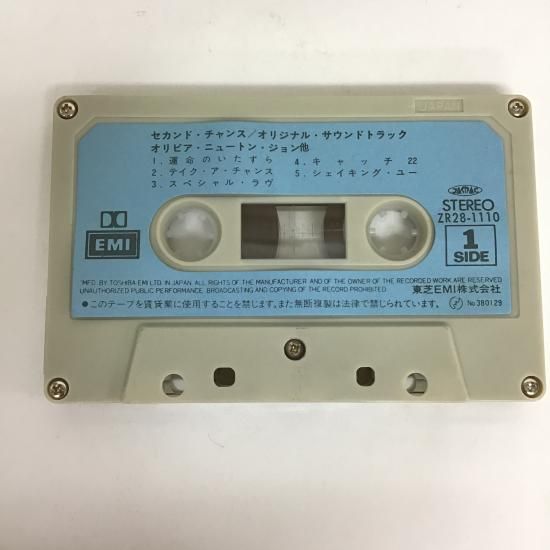 JAPAN
セカンド・チャンス／オリジナル・サウンドトラック
オリビア・ニュートン・ジョン他
1. 運命のいたずら
2. テイク・ア・チャンス
3. スペシャル・ラヴ
4. キャッチ 22
5. シェイキング・ユー
STEREO
ZR28-1110
1
SIDE
EMI
MFD. BY TOSHIBA EMI LTD. IN JAPAN. ALL RIGHTS OF THE MANUFACTURER AND OF THE OWNER OF THE RECORDED WORK ARE RESERVED
UNAUTHORIZED PUBLIC PERFORMANCE, BROADCASTING AND COPYING OF THE RECORD PROHIBITED.
東芝EMI株式会社
●このテープを賃貸業に使用することを禁じます。また無断複製は法律で禁じられています。
No.380129